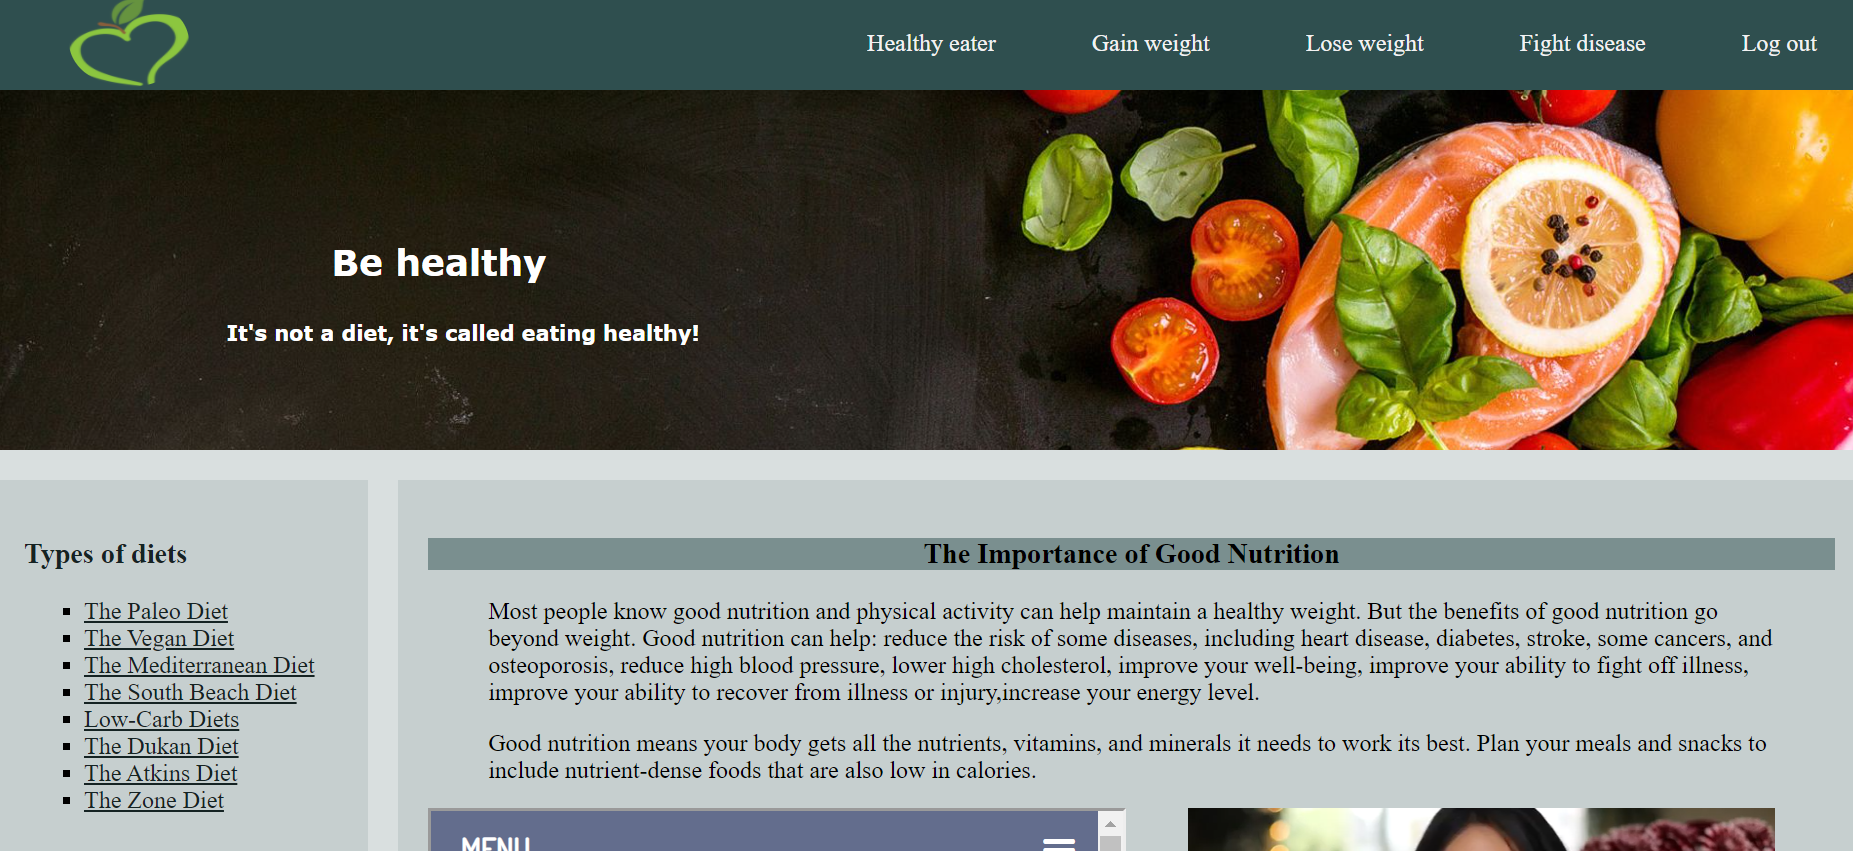 Healthy eater Gain weight Lose weight Fight disease Log out
Be healthy
It's not a diet, it's called eating healthy!
Types of diets
The Paleo Diet
The Vegan Diet
The Mediterranean Diet
The South Beach Diet
Low-Carb Diets
The Dukan Diet
The Atkins Diet
The Zone Diet
The Importance of Good Nutrition
Most people know good nutrition and physical activity can help maintain a healthy weight. But the benefits of good nutrition go
beyond weight. Good nutrition can help: reduce the risk of some diseases, including heart disease, diabetes, stroke, some cancers, and
osteoporosis, reduce high blood pressure, lower high cholesterol, improve your well-being, improve your ability to fight off illness,
improve your ability to recover from illness or injury,increase your energy level.
Good nutrition means your body gets all the nutrients, vitamins, and minerals it needs to work its best. Plan your meals and snacks to
include nutrient-dense foods that are also low in calories.
MENU